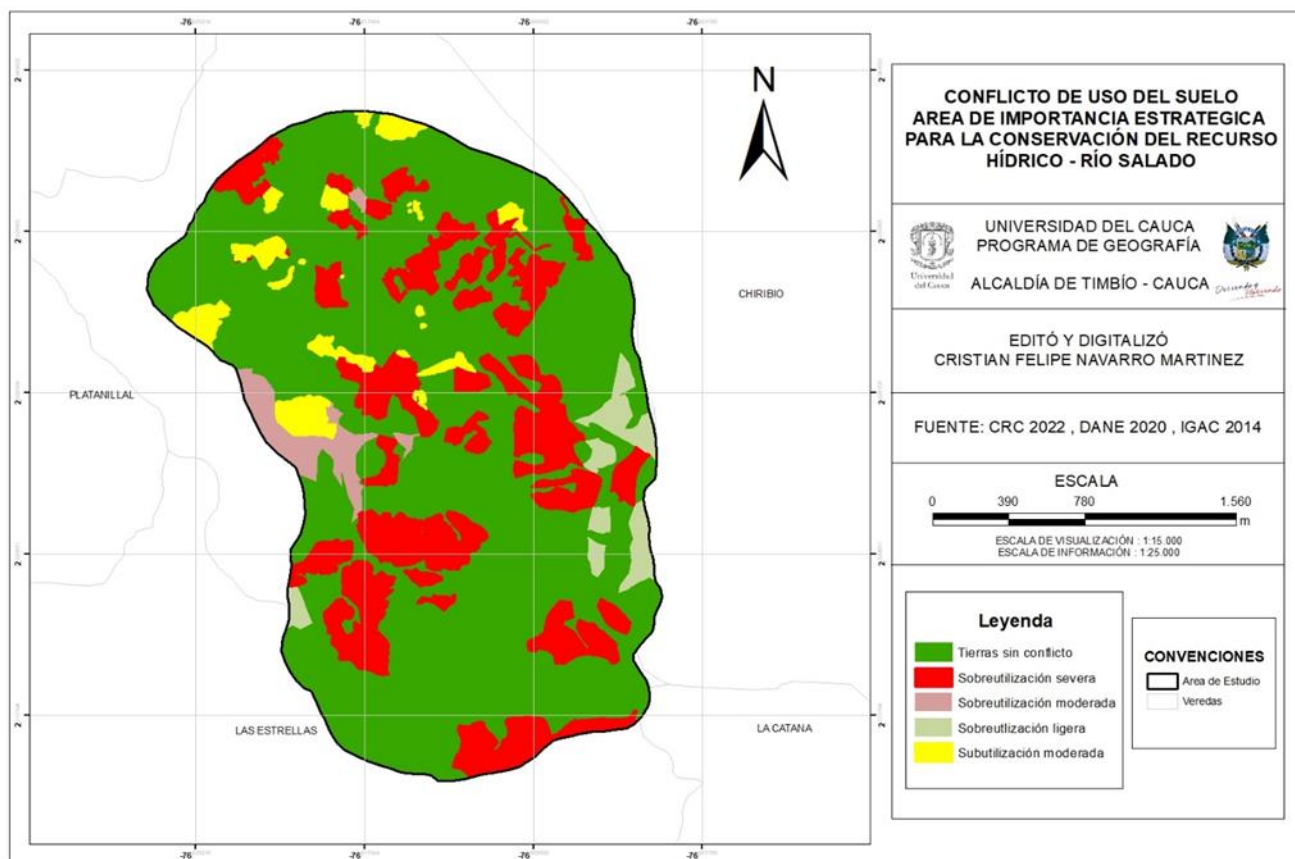 N
CHIRIBIO
PLATANILLAL
LAS ESTRELLAS
LA CATANA
CONFLICTO DE USO DEL SUELO
AREA DE IMPORTANCIA ESTRATEGICA
PARA LA CONSERVACIÓN DEL RECURSO
HÍDRICO - RÍO SALADO
UNIVERSIDAD DEL CAUCA
PROGRAMA DE GEOGRAFÍA
Universidad
del Cauca
ALCALDÍA DE TIMBÍO - CAUCA
EDITÓ Y DIGITALIZÓ
CRISTIAN FELIPE NAVARRO MARTINEZ
FUENTE: CRC 2022 , DANE 2020 , IGAC 2014
ESCALA
0 390 780 1.560
m
ESCALA DE VISUALIZACIÓN : 1:15.000
ESCALA DE INFORMACIÓN : 1:25.000
Leyenda
Tierras sin conflicto
Sobreutilización severa
Sobreutilización moderada
Sobreutlización ligera
Subutilización moderada
CONVENCIONES
Area de Estudio
Veredas